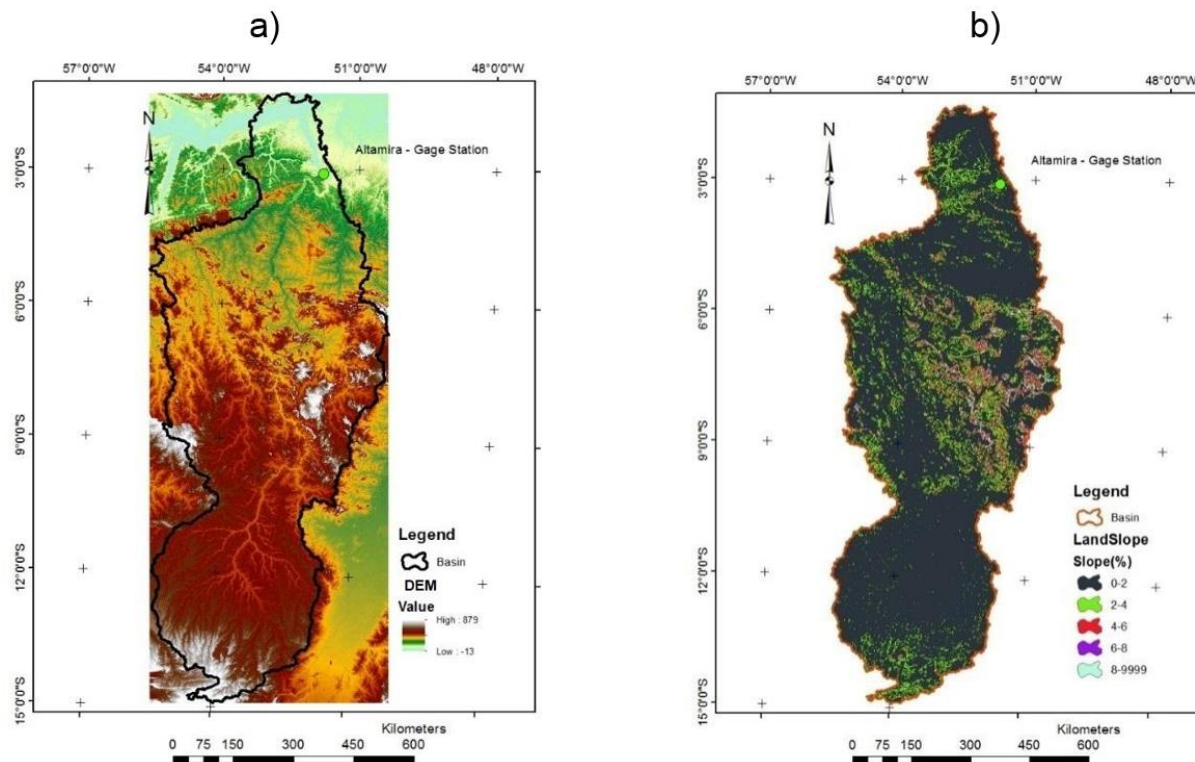 a)
57°0'0"W 54°0'0"W 51°0'0"W 48°0'0"W
N
Altamira - Gage Station
3°0'0"S
6°0'0"S
9°0'0"S
12°0'0"S
15°0'0"S
Legend
Basin
DEM
Value
High : 879
Low : -13
Kilometers
0 75 150 300 450 600
b)
57°0'0"W 54°0'0"W 51°0'0"W 48°0'0"W
N
Altamira - Gage Station
3°0'0"S
6°0'0"S
9°0'0"S
12°0'0"S
15°0'0"S
Legend
Basin
LandSlope
Slope(%)
0-2
2-4
4-6
6-8
8-9999
Kilometers
0 75 150 300 450 600